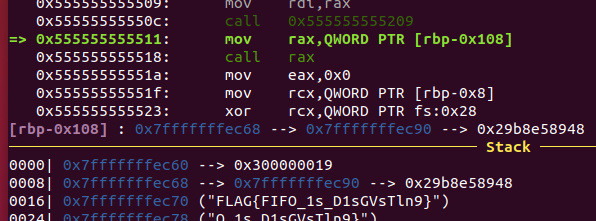 0x555555555509: mov rdi,rax
0x55555555550c: call 0x555555555209
=> 0x555555555511: mov rax,QWORD PTR [rbp-0x108]
0x555555555518: call rax
0x55555555551a: mov eax,0x0
0x55555555551f: mov rcx,QWORD PTR [rbp-0x8]
0x555555555523: xor rcx,QWORD PTR fs:0x28
[rbp-0x108] : 0x7fffffffec68 --> 0x7fffffffec90 --> 0x29b8e58948
Stack
0000| 0x7fffffffec60 --> 0x300000019
0008| 0x7fffffffec68 --> 0x7fffffffec90 --> 0x29b8e58948
0016| 0x7fffffffec70 ("FLAG{FIFO_1s_D1sGVsTln9}")
0024| 0x7fffffffec78 ("O_1s_D1sGVsTln9}")